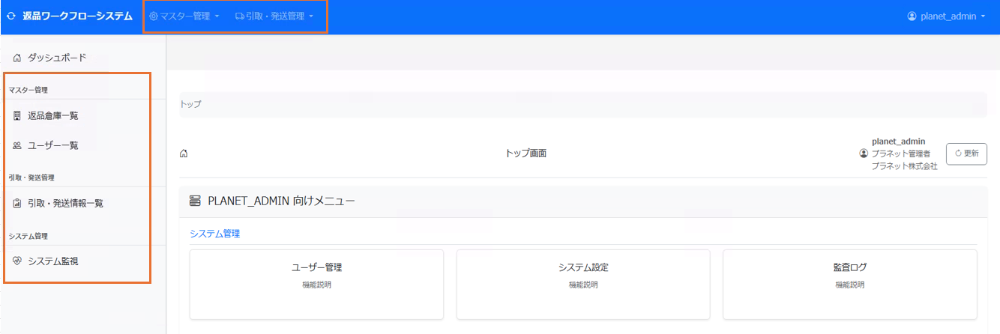 返品ワークフローシステム マスター管理 引取・発送管理 planet_admin
ダッシュボード
マスター管理
返品倉庫一覧
ユーザー一覧
引取・発送管理
引取・発送情報一覧
システム管理
システム監視
トップ
トップ画面
planet_admin
プラネット管理者
プラネット株式会社
更新
PLANET_ADMIN 向けメニュー
システム管理
ユーザー管理
機能説明
システム設定
機能説明
監査ログ
機能説明